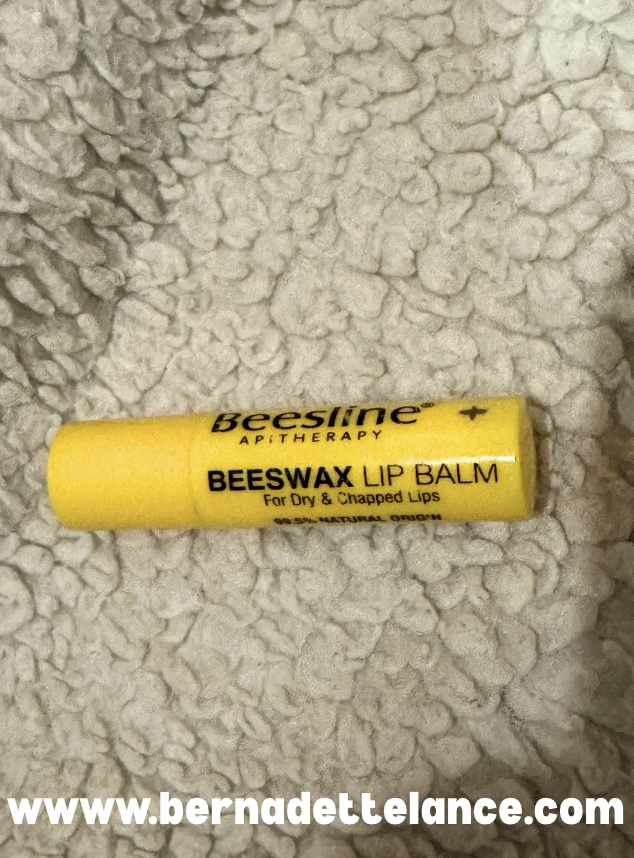 Beesline®
APITHERAPY
BEESWAX LIP BALM
For Dry & Chapped Lips
99.5% NATURAL ORIGIN
www.bernadettelance.com